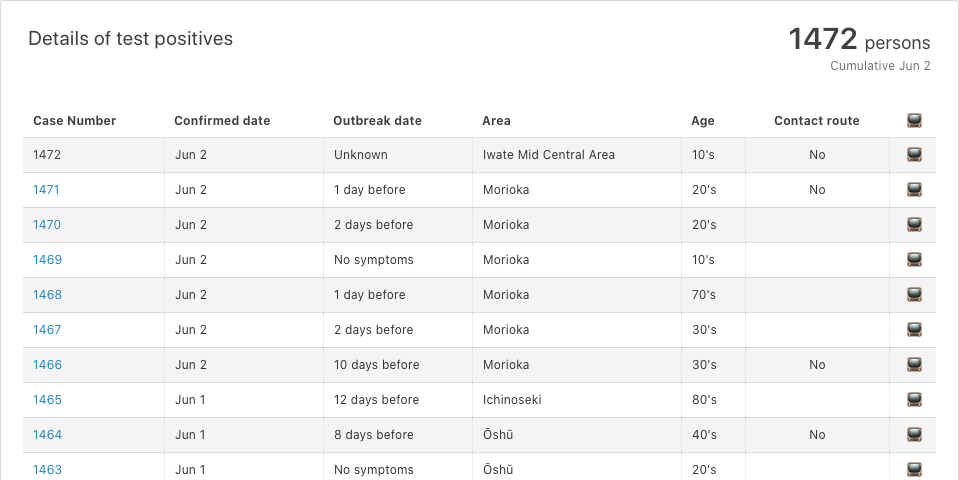 Details of test positives
1472 persons
Cumulative Jun 2
Case Number Confirmed date Outbreak date Area Age Contact route
1472 Jun 2 Unknown Iwate Mid Central Area 10's No
1471 Jun 2 1 day before Morioka 20's No
1470 Jun 2 2 days before Morioka 20's
1469 Jun 2 No symptoms Morioka 10's
1468 Jun 2 1 day before Morioka 70's
1467 Jun 2 2 days before Morioka 30's
1466 Jun 2 10 days before Morioka 30's No
1465 Jun 1 12 days before Ichinoseki 80's
1464 Jun 1 8 days before Ōshū 40's No
1463 Jun 1 No symptoms Ōshū 20's